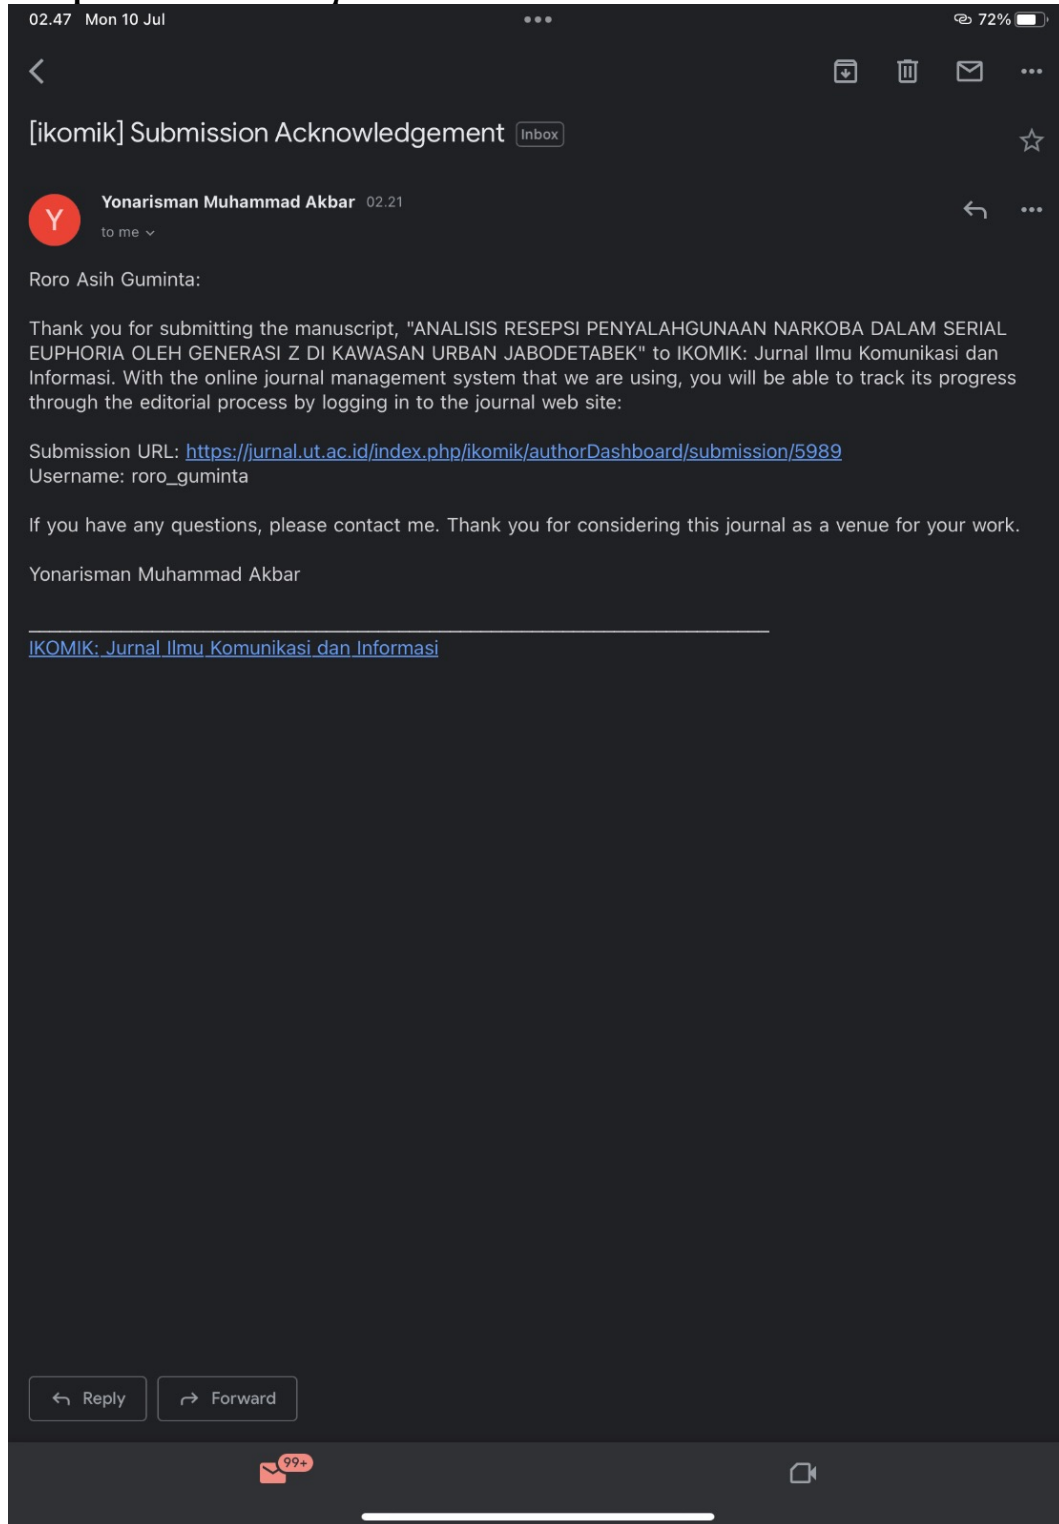 02.47 Mon 10 Jul
72%
[ikomik] Submission Acknowledgement Inbox
Y
Yonarisman Muhammad Akbar 02.21
to me
Roro Asih Guminta:
Thank you for submitting the manuscript, "ANALISIS RESEPSI PENYALAHGUNAAN NARKOBA DALAM SERIAL
EUPHORIA OLEH GENERASI Z DI KAWASAN URBAN JABODETABEK" to IKOMIK: Jurnal Ilmu Komunikasi dan
Informasi. With the online journal management system that we are using, you will be able to track its progress
through the editorial process by logging in to the journal web site:
Submission URL: https://jurnal.ut.ac.id/index.php/ikomik/authorDashboard/submission/5989
Username: roro_guminta
If you have any questions, please contact me. Thank you for considering this journal as a venue for your work.
Yonarisman Muhammad Akbar
IKOMIK: Jurnal Ilmu Komunikasi dan Informasi
Reply
Forward
99+